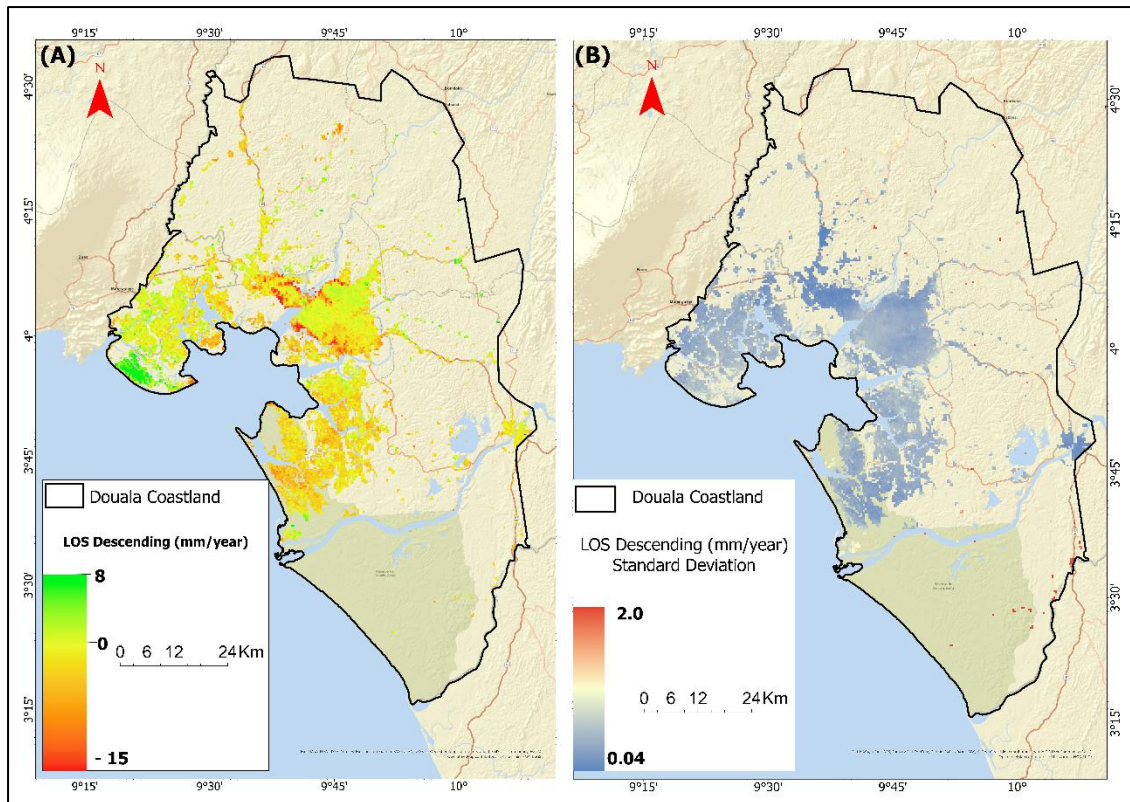 9°15' 9°30' 9°45' 10°
9°15' 9°30' 9°45' 10°
(A)
(B)
N
N
4°30'
4°15'
4°
3°45'
3°30'
3°15'
4°30'
4°15'
4°
3°45'
3°30'
3°15'
Douala Coastland
LOS Descending (mm/year)
8
0
- 15
0 6 12 24 Km
Douala Coastland
LOS Descending (mm/year)
Standard Deviation
2.0
0.04
0 6 12 24 Km
9°15' 9°30' 9°45' 10°
9°15' 9°30' 9°45' 10°